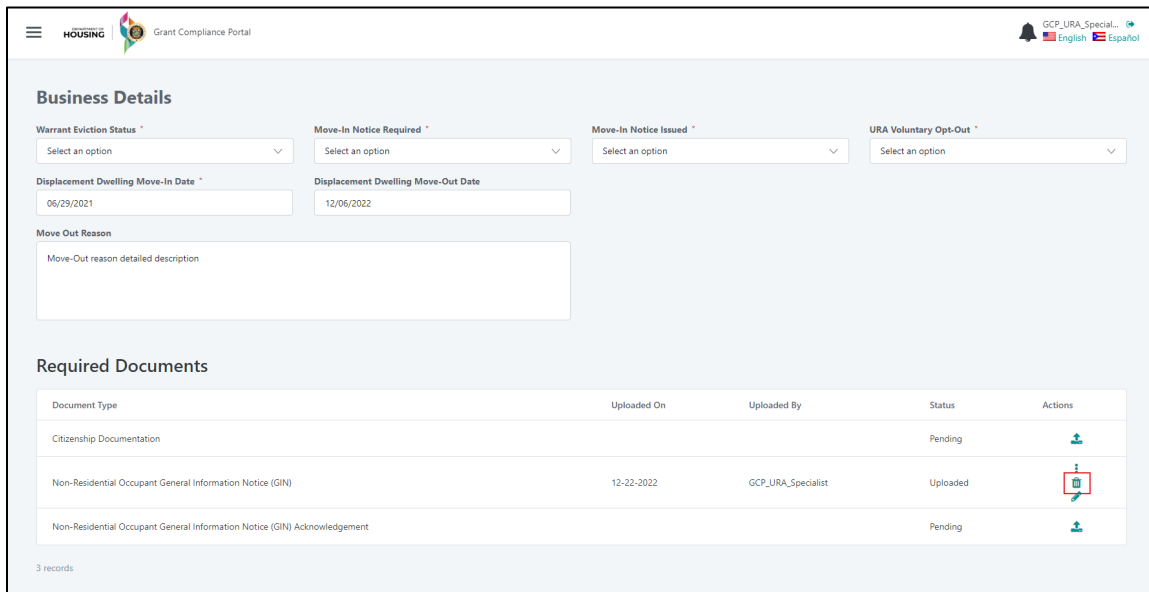 DEPARTMENT OF
HOUSING
Grant Compliance Portal
GCP_URA_Special...
English Español
Business Details
Warrant Eviction Status * Move-In Notice Required * Move-In Notice Issued * URA Voluntary Opt-Out *
Select an option Select an option Select an option Select an option
Displacement Dwelling Move-In Date * Displacement Dwelling Move-Out Date
06/29/2021 12/06/2022
Move Out Reason
Move-Out reason detailed description
Required Documents
Document Type Uploaded On Uploaded By Status Actions
Citizenship Documentation Pending
Non-Residential Occupant General Information Notice (GIN) 12-22-2022 GCP_URA_Specialist Uploaded
Non-Residential Occupant General Information Notice (GIN) Acknowledgement Pending
3 records